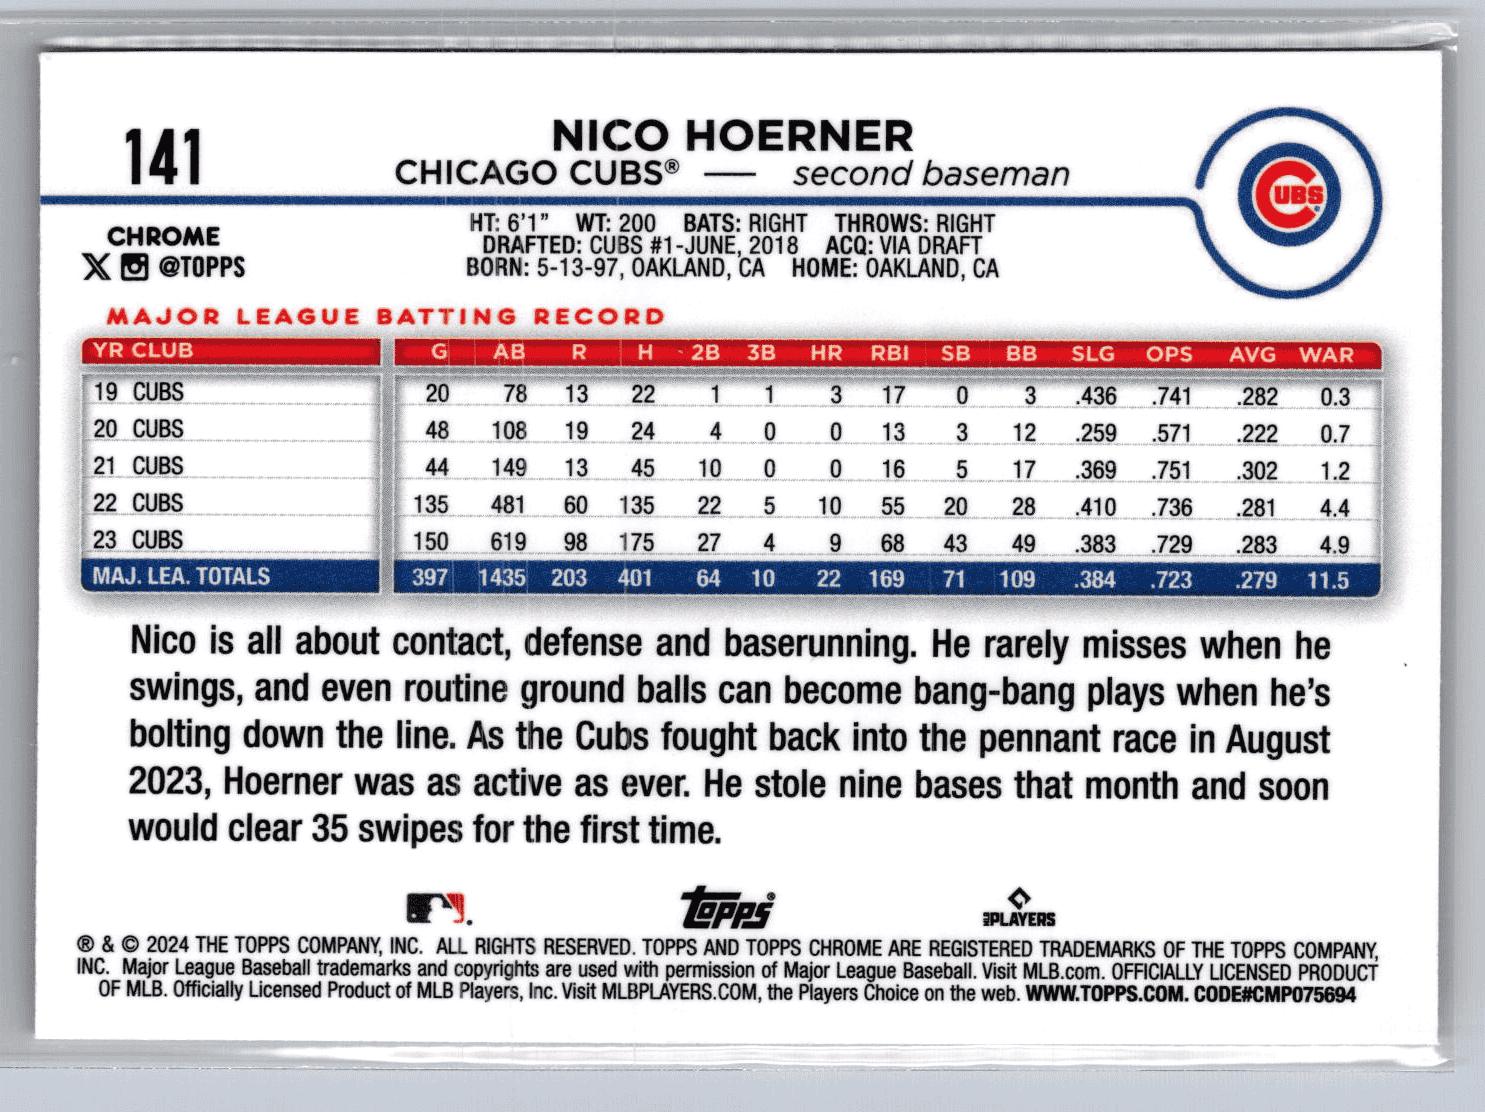 141
NICO HOERNER
CHICAGO CUBS® — second baseman
CUBS
CHROME
X @TOPPS
HT: 6'1" WT: 200 BATS: RIGHT THROWS: RIGHT
DRAFTED: CUBS #1-JUNE, 2018 ACQ: VIA DRAFT
BORN: 5-13-97, OAKLAND, CA HOME: OAKLAND, CA
MAJOR LEAGUE BATTING RECORD
YR CLUB G AB R H 2B 3B HR RBI SB BB SLG OPS AVG WAR
19 CUBS 20 78 13 22 1 1 3 17 0 3 .436 .741 .282 0.3
20 CUBS 48 108 19 24 4 0 0 13 3 12 .259 .571 .222 0.7
21 CUBS 44 149 13 45 10 0 0 16 5 17 .369 .751 .302 1.2
22 CUBS 135 481 60 135 22 5 10 55 20 28 .410 .736 .281 4.4
23 CUBS 150 619 98 175 27 4 9 68 43 49 .383 .729 .283 4.9
MAJ. LEA. TOTALS 397 1435 203 401 64 10 22 169 71 109 .384 .723 .279 11.5
Nico is all about contact, defense and baserunning. He rarely misses when he
swings, and even routine ground balls can become bang-bang plays when he's
bolting down the line. As the Cubs fought back into the pennant race in August
2023, Hoerner was as active as ever. He stole nine bases that month and soon
would clear 35 swipes for the first time.
Topps®
MLB PLAYERS
® & © 2024 THE TOPPS COMPANY, INC. ALL RIGHTS RESERVED. TOPPS AND TOPPS CHROME ARE REGISTERED TRADEMARKS OF THE TOPPS COMPANY,
INC. Major League Baseball trademarks and copyrights are used with permission of Major League Baseball. Visit MLB.com. OFFICIALLY LICENSED PRODUCT
OF MLB. Officially Licensed Product of MLB Players, Inc. Visit MLBPLAYERS.COM, the Players Choice on the web. WWW.TOPPS.COM. CODE#CMP075694